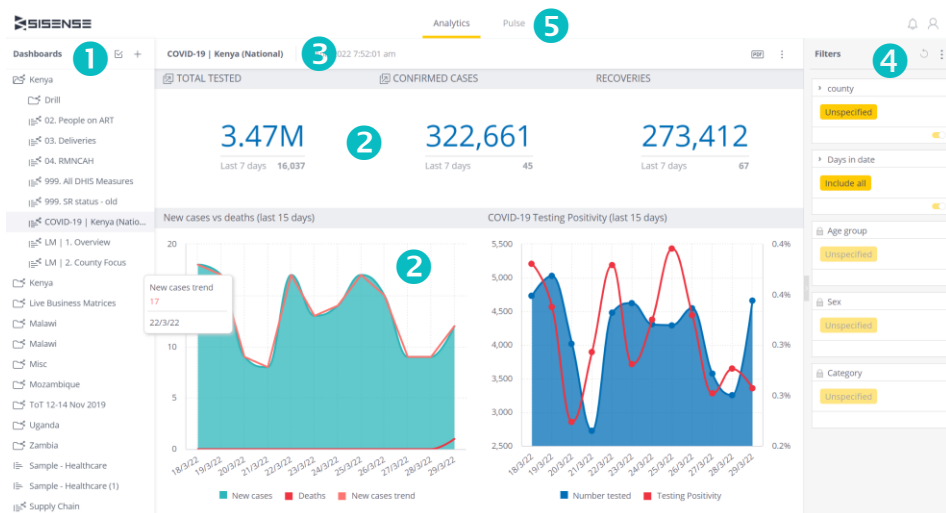 SISENSE
Analytics
Pulse
5
Dashboards
1
COVID-19 | Kenya (National)
3
2022 7:52:01 am
PDF
Filters
4
Kenya
Drill
02. People on ART
03. Deliveries
04. RMNCAH
999. All DHIS Measures
999. SR status - old
COVID-19 | Kenya (Natio...
LM | 1. Overview
LM | 2. County Focus
Kenya
Live Business Matrices
Malawi
Malawi
Misc
Mozambique
ToT 12-14 Nov 2019
Uganda
Zambia
Sample - Healthcare
Sample - Healthcare (1)
Supply Chain
TOTAL TESTED
CONFIRMED CASES
RECOVERIES
3.47M
2
322,661
273,412
Last 7 days 16,037
Last 7 days 45
Last 7 days 67
New cases vs deaths (last 15 days)
2
20
10
5
0
New cases trend
17
22/3/22
18/3/22
19/3/22
20/3/22
21/3/22
22/3/22
23/3/22
24/3/22
25/3/22
26/3/22
27/3/22
28/3/22
29/3/22
New cases
Deaths
New cases trend
COVID-19 Testing Positivity (last 15 days)
5,500
5,000
4,500
4,000
3,500
3,000
2,500
0.4%
0.4%
0.3%
0.3%
0.2%
18/3/22
19/3/22
20/3/22
21/3/22
22/3/22
23/3/22
24/3/22
25/3/22
26/3/22
27/3/22
28/3/22
29/3/22
Number tested
Testing Positivity
county
Unspecified
Days in date
Include all
Age group
Unspecified
Sex
Unspecified
Category
Unspecified